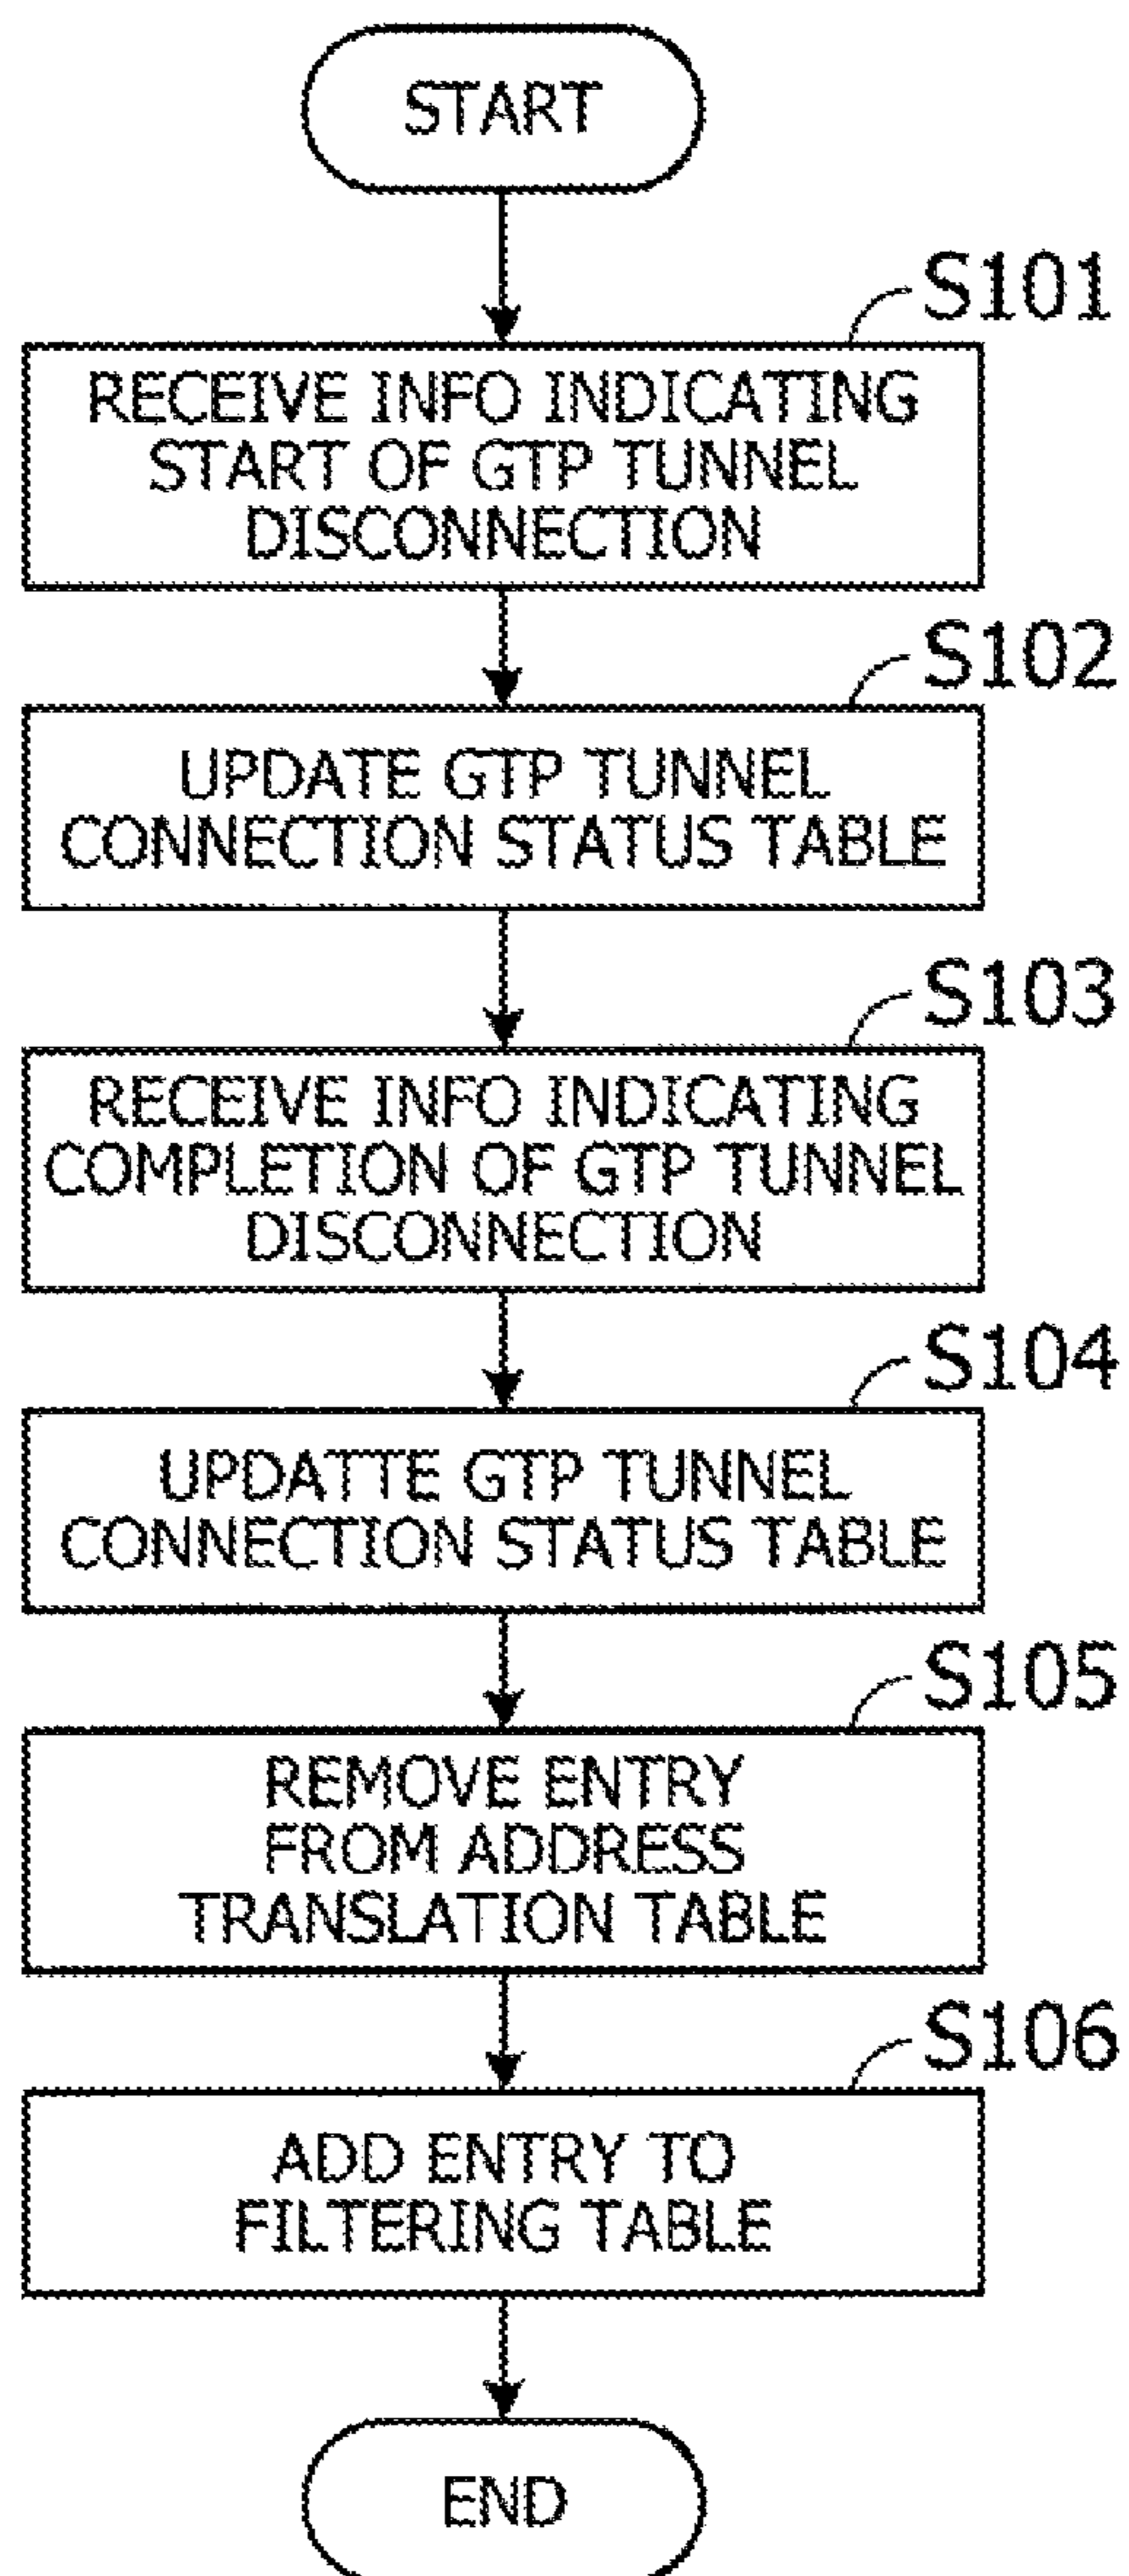 START
S101
RECEIVE INFO INDICATING
START OF GTP TUNNEL
DISCONNECTION
S102
UPDATE GTP TUNNEL
CONNECTION STATUS TABLE
S103
RECEIVE INFO INDICATING
COMPLETION OF GTP TUNNEL
DISCONNECTION
S104
UPDATTE GTP TUNNEL
CONNECTION STATUS TABLE
S105
REMOVE ENTRY
FROM ADDRESS
TRANSLATION TABLE
S106
ADD ENTRY TO
FILTERING TABLE
END